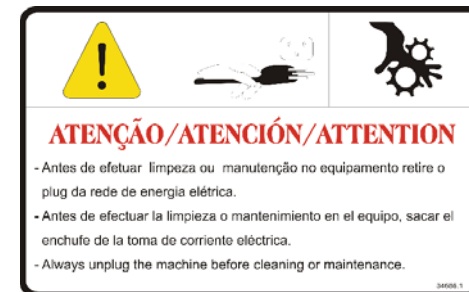 ATENÇÃO/ATENCIÓN/ATTENTION
- Antes de efetuar limpeza ou manutenção no equipamento retire o
plug da rede de energia elétrica.
- Antes de efectuar la limpieza o mantenimiento en el equipo, sacar el
enchufe de la toma de corriente eléctrica.
- Always unplug the machine before cleaning or maintenance.
34686.1